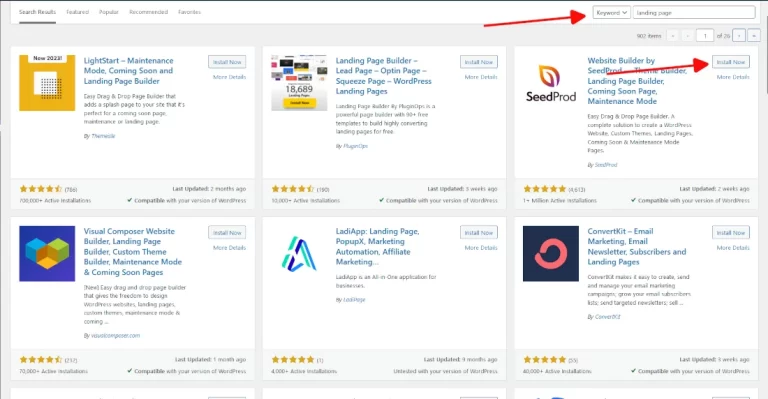 Search Results Featured Popular Recommended Favorites
Keyword landing page
902 items « ‹ 1 of 26 › »
Now 2023!
LightStart – Maintenance
Mode, Coming Soon and
Landing Page Builder
Install Now
More Details
Easy Drag & Drop Page Builder that
adds a splash page to your site that it's
perfect for a coming soon page,
maintenance or landing page.
By Themeisle
(786)
700,000+ Active Installations
Last Updated: 2 months ago
Compatible with your version of WordPress
18,689
Landing Page Builder –
Lead Page – Optin Page –
Squeeze Page – WordPress
Landing Pages
Install Now
More Details
Landing Page Builder By PluginOps is a
powerful page builder with 90+ free
templates to build highly converting
landing pages for free.
By PluginOps
(190)
10,000+ Active Installations
Last Updated: 3 weeks ago
Compatible with your version of WordPress
SeedProd
Website Builder by
SeedProd — Theme Builder,
Landing Page Builder,
Coming Soon Page,
Maintenance Mode
Install Now
More Details
Easy Drag & Drop Page Builder. A
complete solution to create a WordPress
Website, Custom Themes, Landing Pages,
Coming Soon & Maintenance Mode
Pages.
By SeedProd
(4,613)
1+ Million Active Installations
Last Updated: 2 weeks ago
Compatible with your version of WordPress
Visual Composer Website
Builder, Landing Page
Builder, Custom Theme
Builder, Maintenance Mode
& Coming Soon Pages
Install Now
More Details
[New] Easy drag and drop page builder
that gives the freedom to design
WordPress websites, landing pages,
custom themes, maintenance mode &
coming …
By visualcomposer.com
(232)
70,000+ Active Installations
Last Updated: 1 month ago
Compatible with your version of WordPress
LadiApp: Landing Page,
PopupX, Marketing
Automation, Affiliate
Marketing…
Install Now
More Details
LadiApp is an All-in-One application for
businesses.
By LadiPage
(1)
4,000+ Active Installations
Last Updated: 9 months ago
Untested with your version of WordPress
ConvertKit – Email
Marketing, Email
Newsletter, Subscribers and
Landing Pages
Install Now
More Details
ConvertKit makes it easy to create, send
and manage your email marketing
campaigns, grow your email subscribers
lists, send targeted newsletters, sell …
By ConvertKit
40,000+ Active Installations
Last Updated: 3 weeks ago
Compatible with your version of WordPress